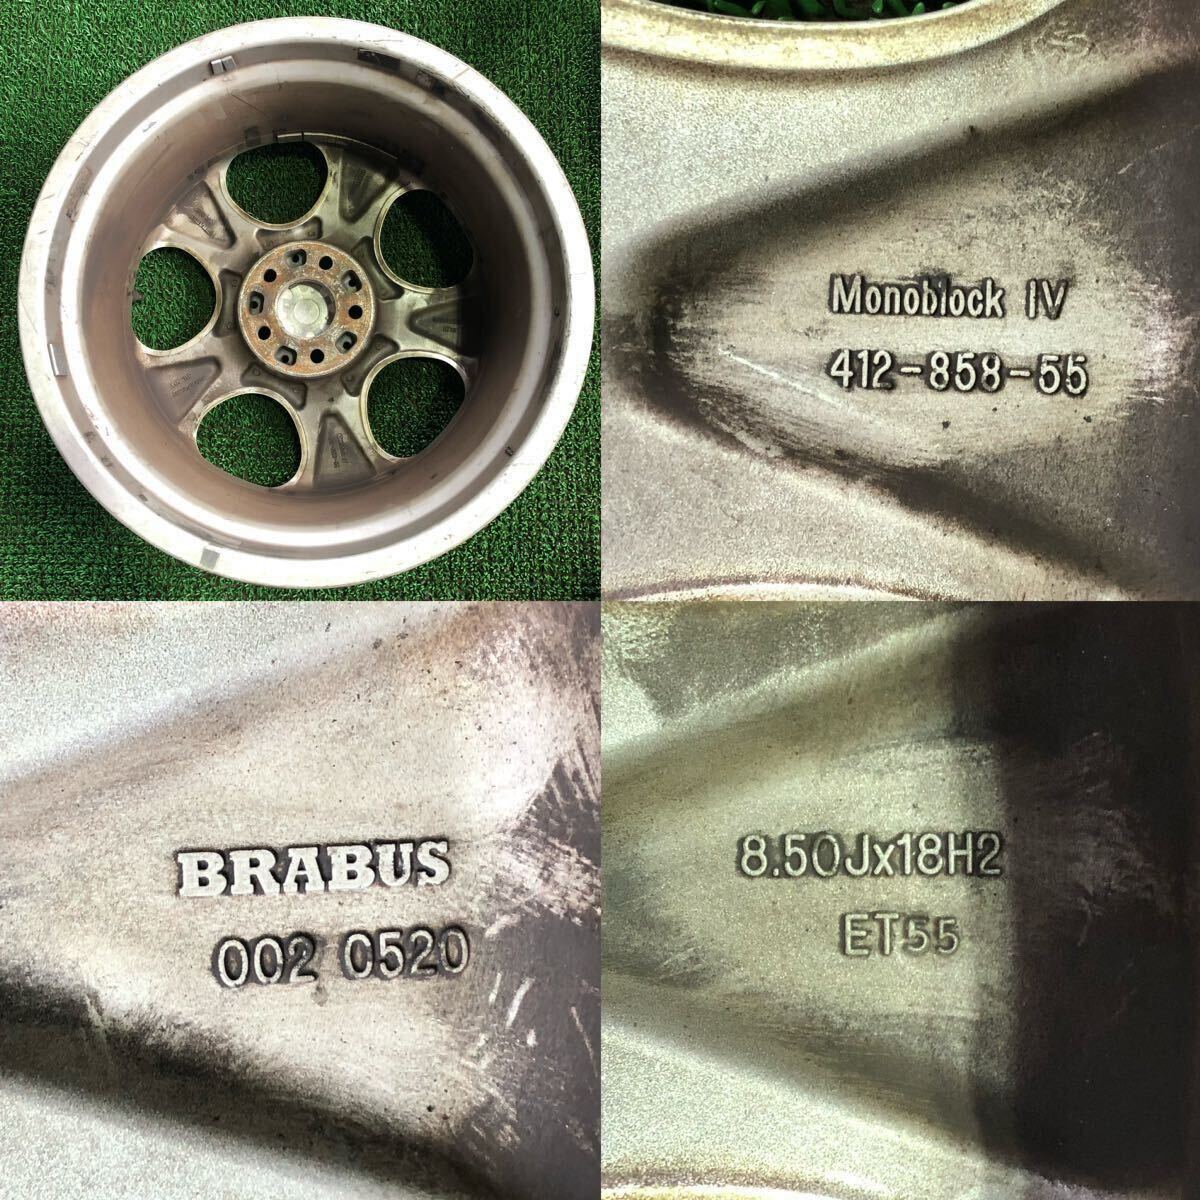 Monoblock IV
412-858-55
BRABUS
002 0520
8.50Jx18H2
ET55